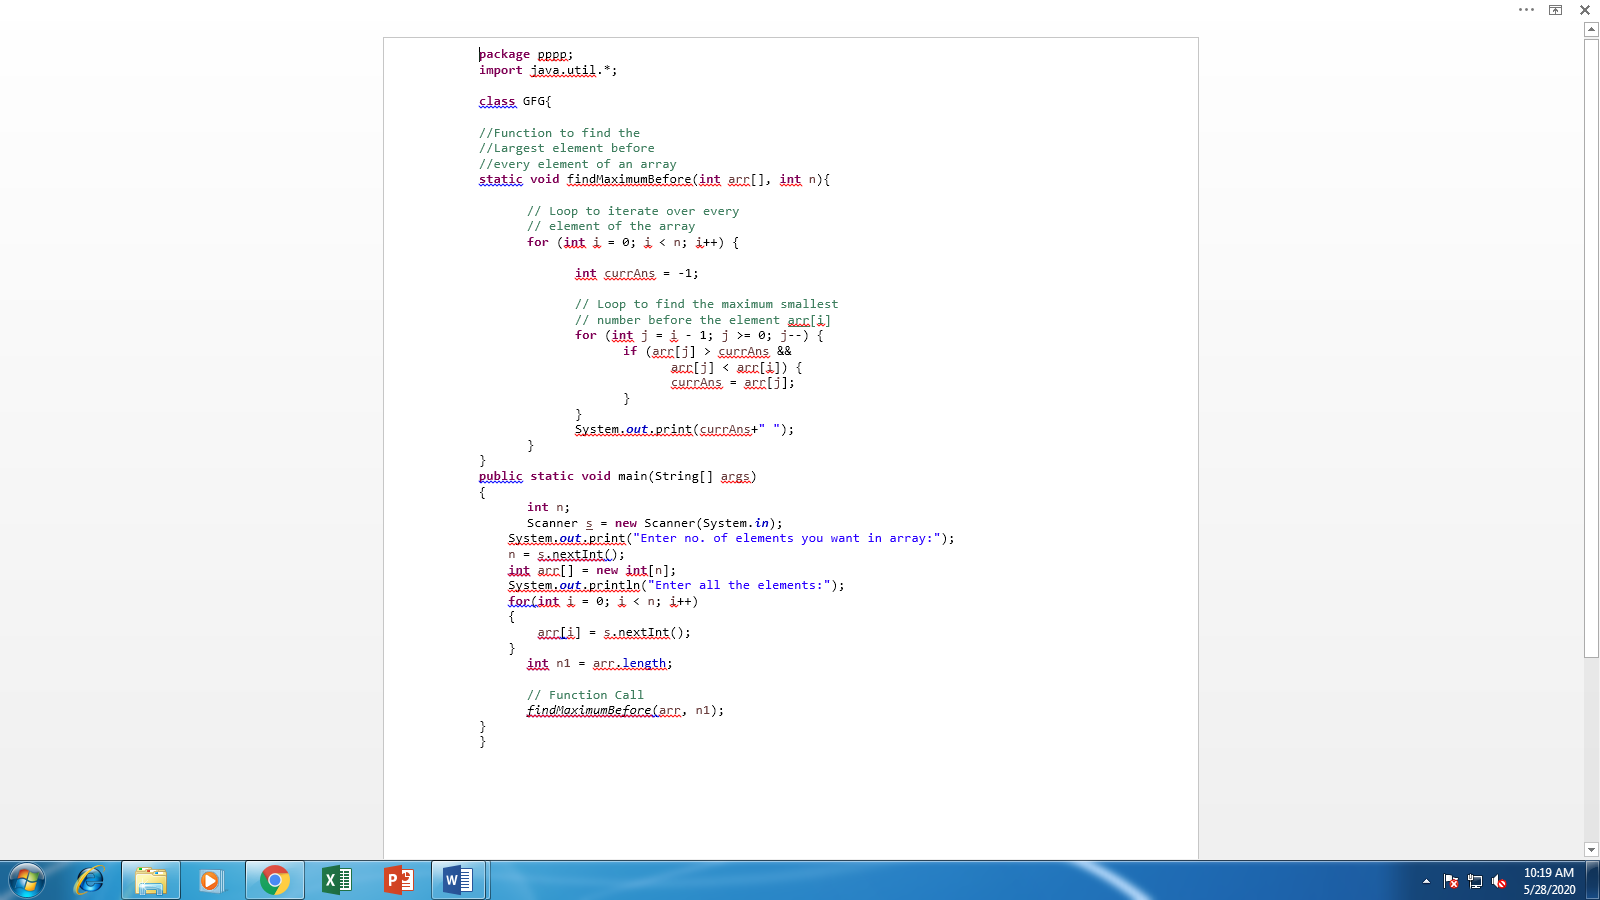 package pppp;
import java.util.*;
class GFG{
//Function to find the
//Largest element before
//every element of an array
static void findMaximumBefore(int arr[], int n){
// Loop to iterate over every
// element of the array
for (int i = 0; i < n; i++) {
int currAns = -1;
// Loop to find the maximum smallest
// number before the element arr[i]
for (int j = i - 1; j >= 0; j--) {
if (arr[j] > currAns &&
arr[j] < arr[i]) {
currAns = arr[j];
}
}
System.out.print(currAns+" ");
}
}
public static void main(String[] args)
{
int n;
Scanner s = new Scanner(System.in);
System.out.print("Enter no. of elements you want in array:");
n = s.nextInt();
int arr[] = new int[n];
System.out.println("Enter all the elements:");
for(int i = 0; i < n; i++)
{
arr[i] = s.nextInt();
}
int n1 = arr.length;
// Function Call
findMaximumBefore(arr, n1);
}
}
10:19 AM
5/28/2020